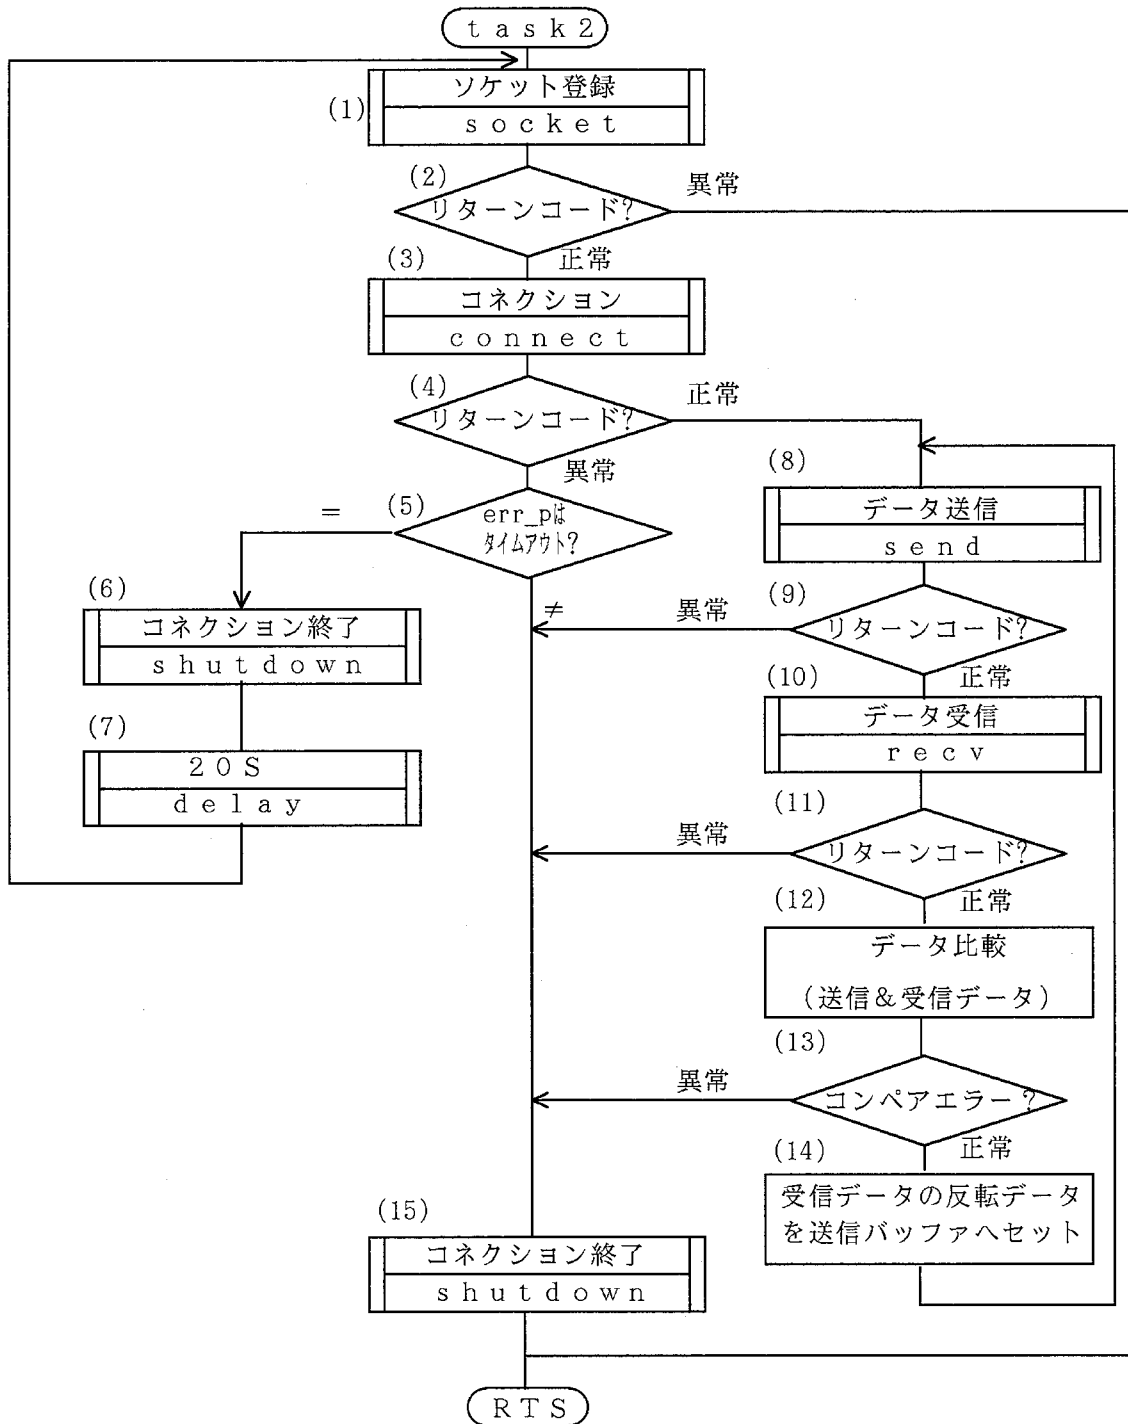 task2
(1)
ソケット登録
socket
(2)
異常
リターンコード?
(3)
正常
コネクション
connect
(4)
正常
リターンコード?
異常
(8)
(5)
=
err_pは
タイムアウト?
データ送信
send
(6)
≠
異常
(9)
リターンコード?
コネクション終了
shutdown
(10)
正常
データ受信
recv
(7)
20S
delay
(11)
異常
リターンコード?
(12)
正常
データ比較
(送信&受信データ)
(13)
異常
コンペアエラー?
(14)
正常
受信データの反転データ
を送信バッファへセット
(15)
コネクション終了
shutdown
RTS